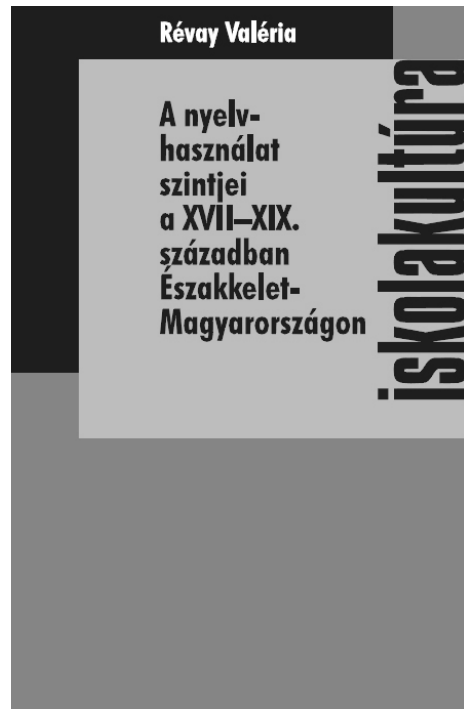 Révay Valéria
A nyelv-
használat
szintjei
a XVII–XIX.
században
Északkelet-
Magyarországon
iskolakultúra